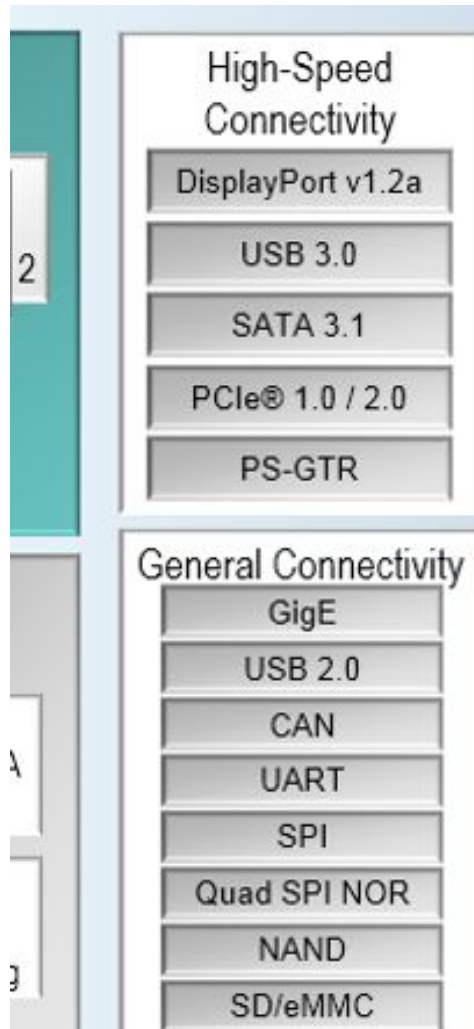 High-Speed
Connectivity
DisplayPort v1.2a
USB 3.0
2
SATA 3.1
PCIe® 1.0 / 2.0
PS-GTR
General Connectivity
GigE
USB 2.0
CAN
A
UART
SPI
Quad SPI NOR
NAND
g
SD/eMMC